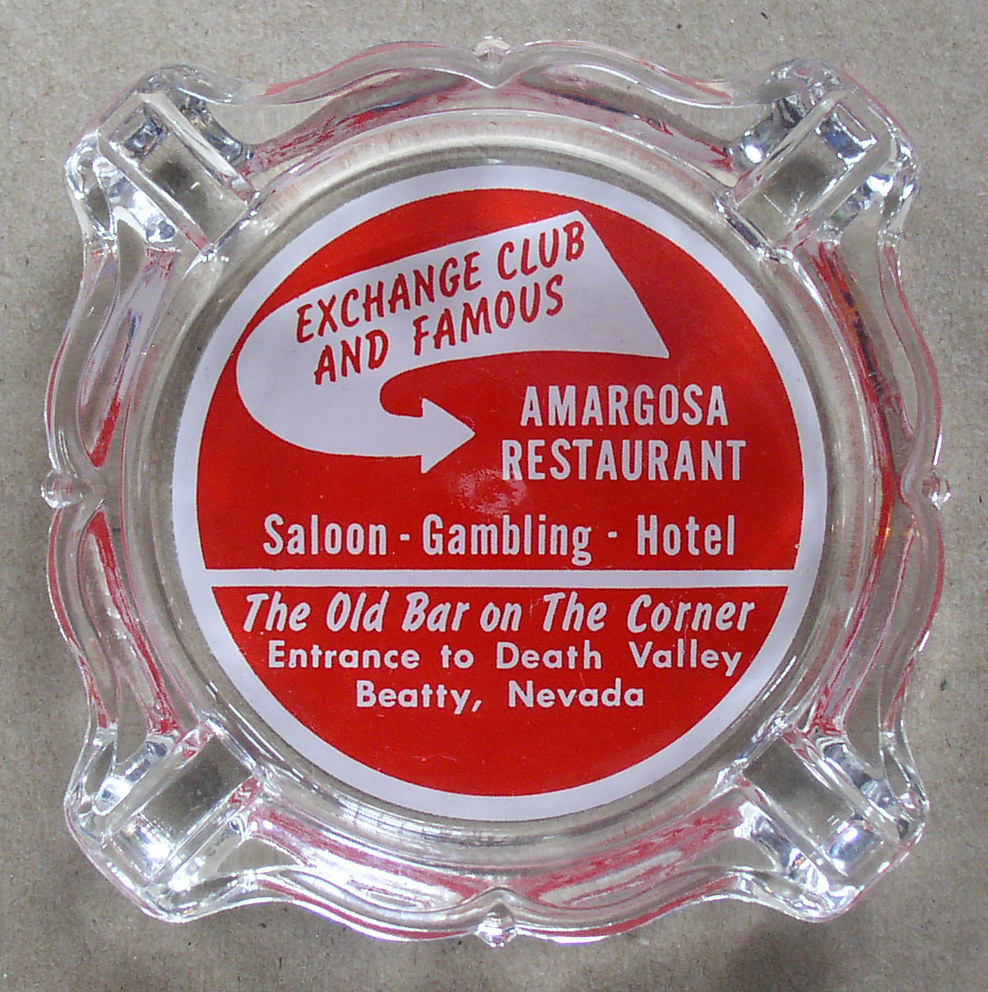 EXCHANGE CLUB
AND FAMOUS
AMARGOSA
RESTAURANT
Saloon - Gambling - Hotel
The Old Bar on The Corner
Entrance to Death Valley
Beatty, Nevada